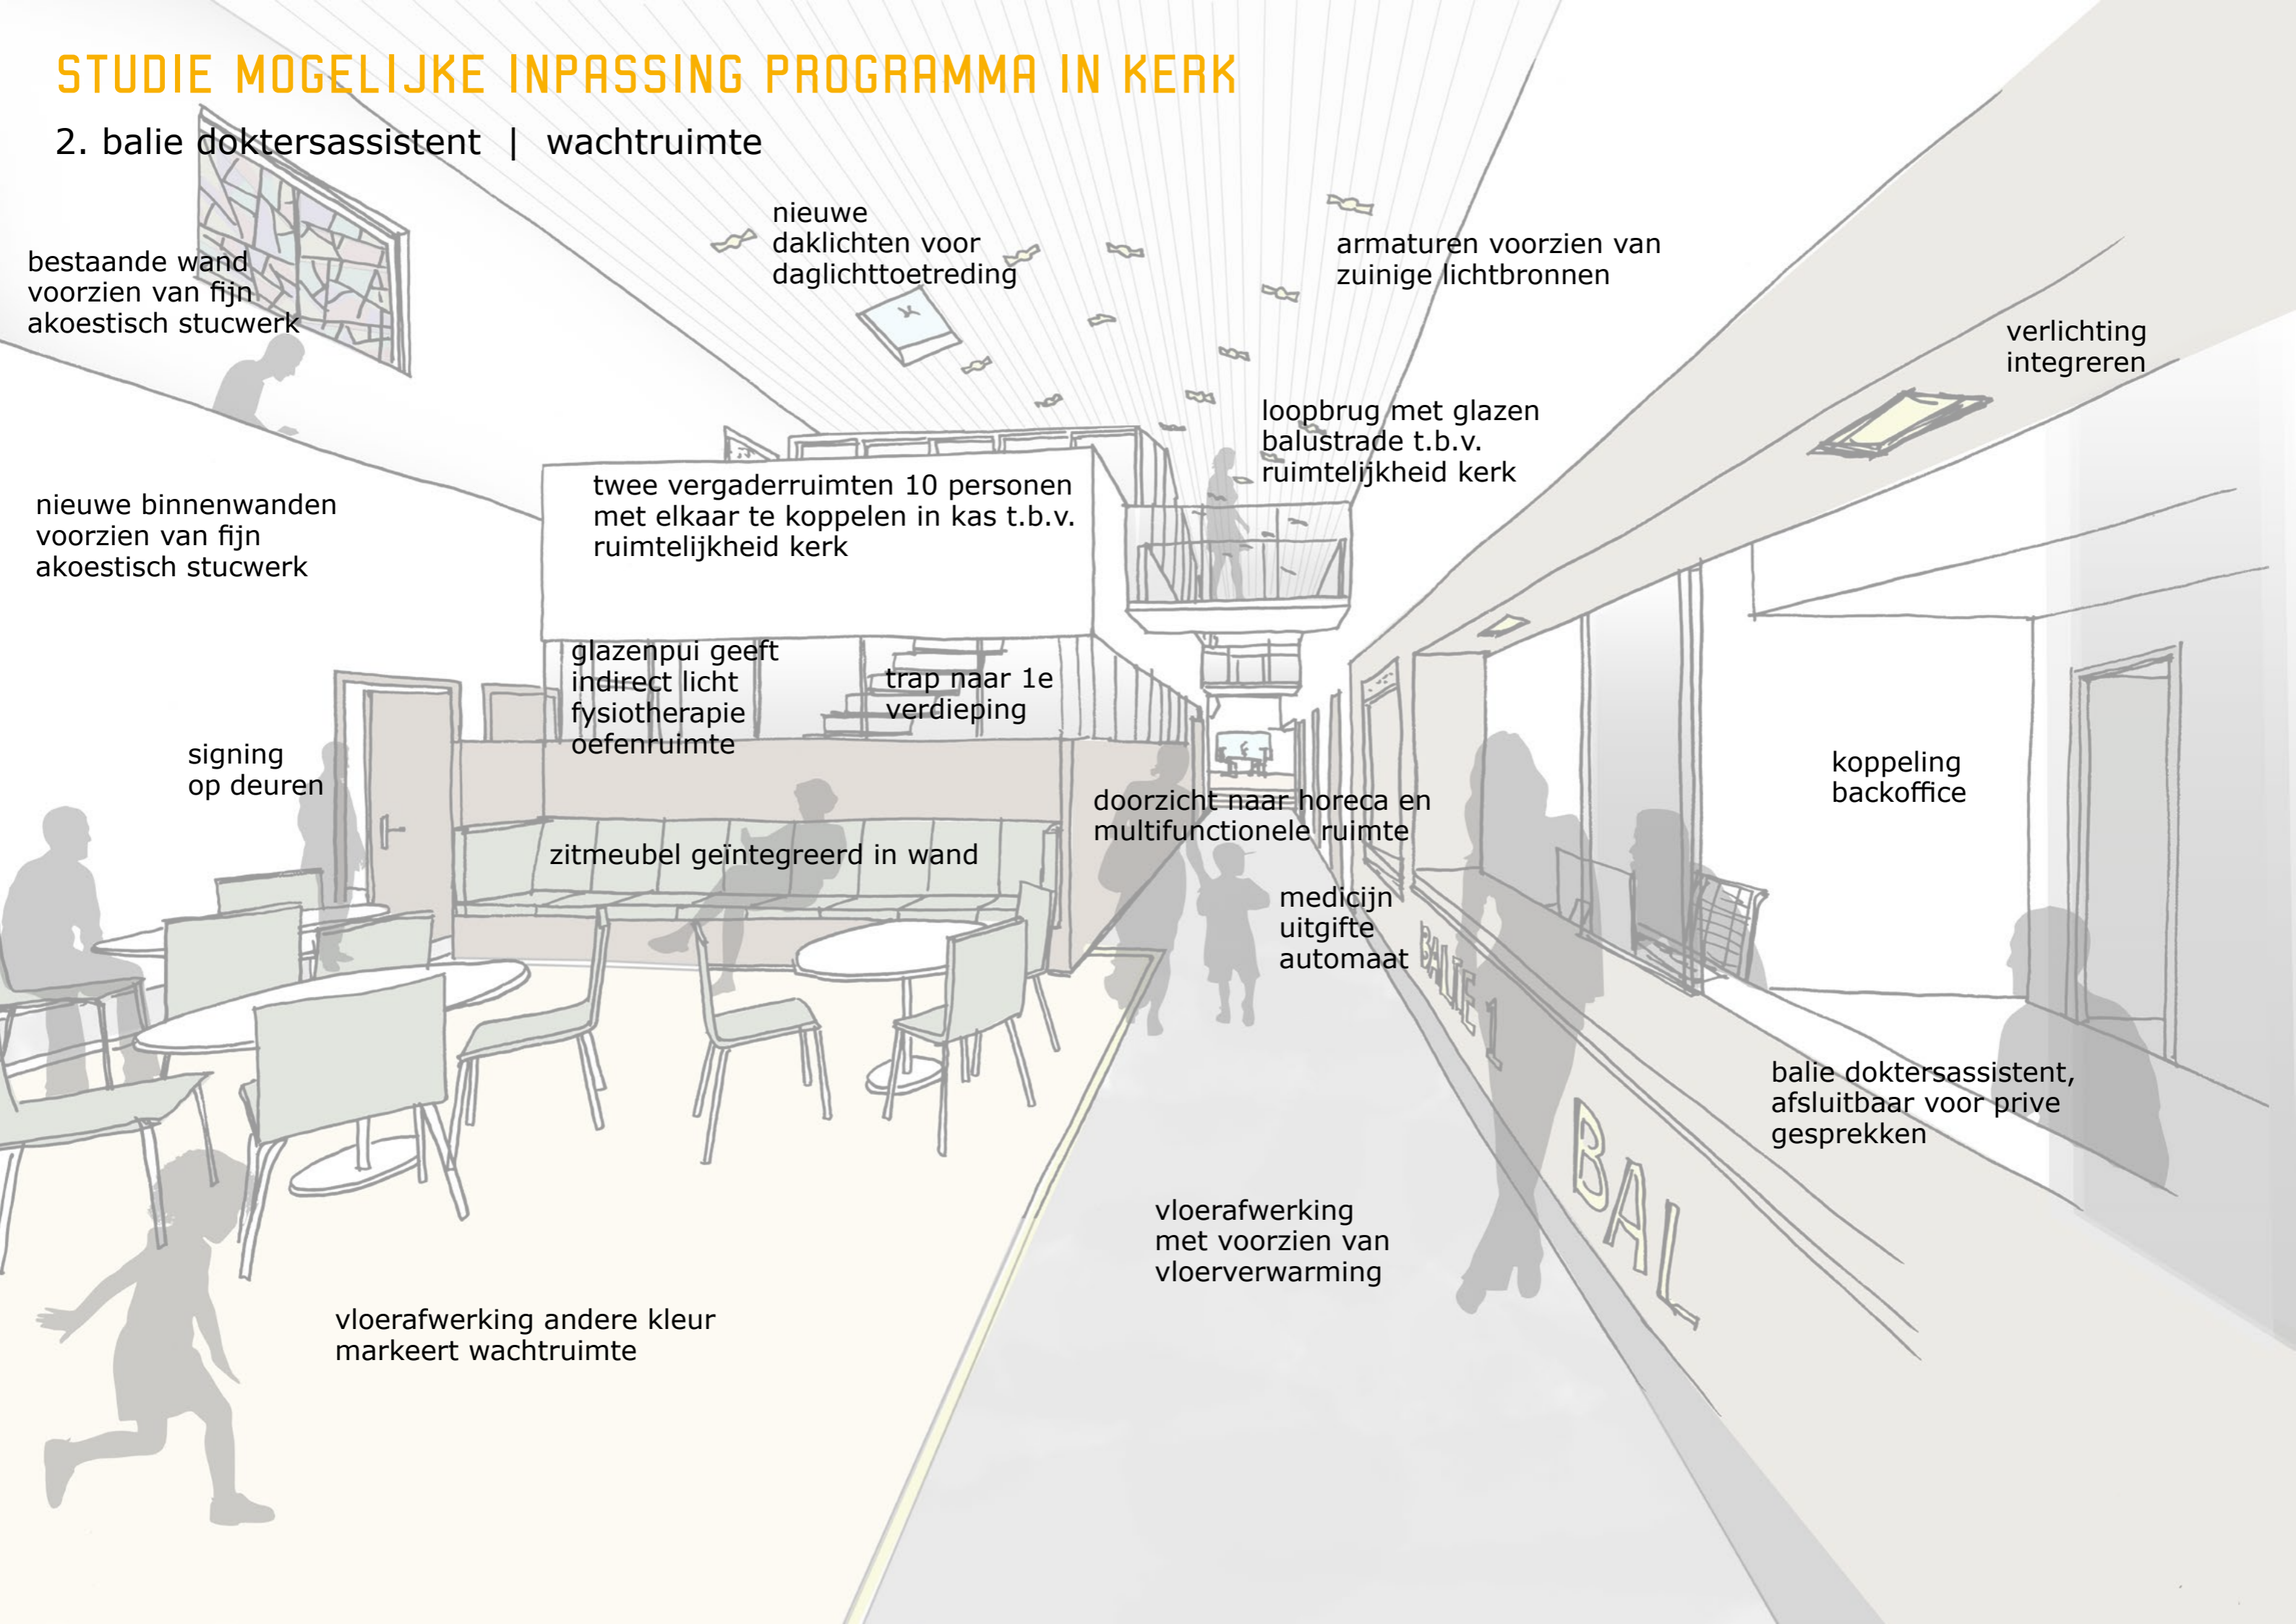 STUDIE MOGELIJKE INPASSING PROGRAMMA IN KERK
2. balie doktersassistent | wachtruimte
nieuwe
daklichten voor
daglichttoetreding
armaturen voorzien van
zuinige lichtbronnen
bestaande wand
voorzien van fijn
akoestisch stucwerk
verlichting
integreren
loopbrug met glazen
balustrade t.b.v.
ruimtelijkheid kerk
twee vergaderruimten 10 personen
met elkaar te koppelen in kas t.b.v.
ruimtelijkheid kerk
nieuwe binnenwanden
voorzien van fijn
akoestisch stucwerk
glazenpui geeft
indirect licht
fysiotherapie
oefenruimte
trap naar 1e
verdieping
signing
op deuren
koppeling
backoffice
doorzicht naar horeca en
multifunctionele ruimte
zitmeubel geïntegreerd in wand
medicijn
uitgifte
automaat
BALIE 1
balie doktersassistent,
afsluitbaar voor prive
gesprekken
BAL
vloerafwerking
met voorzien van
vloerverwarming
vloerafwerking andere kleur
markeert wachtruimte